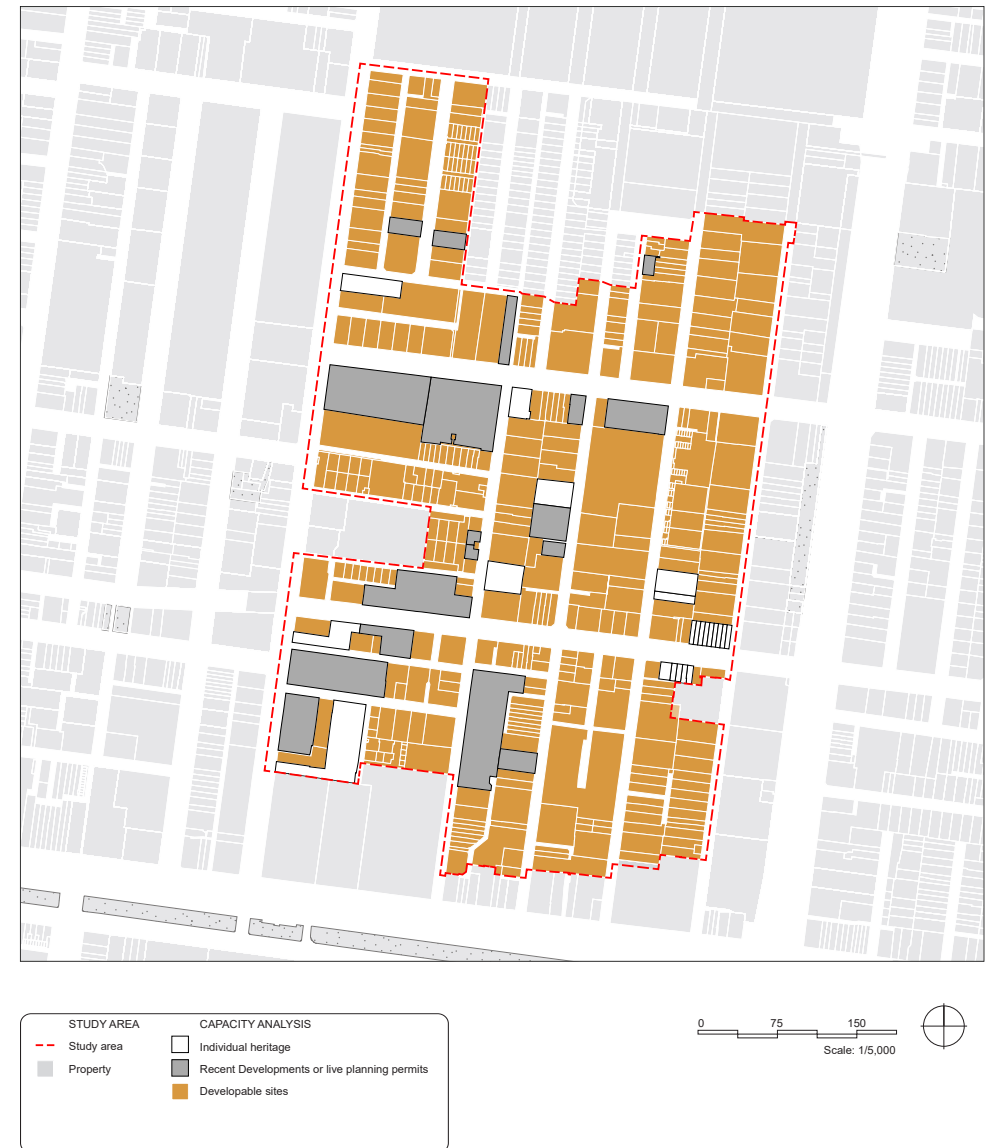 STUDY AREA
Study area
Property
CAPACITY ANALYSIS
Individual heritage
Recent Developments or live planning permits
Developable sites
0 75 150
Scale: 1/5,000